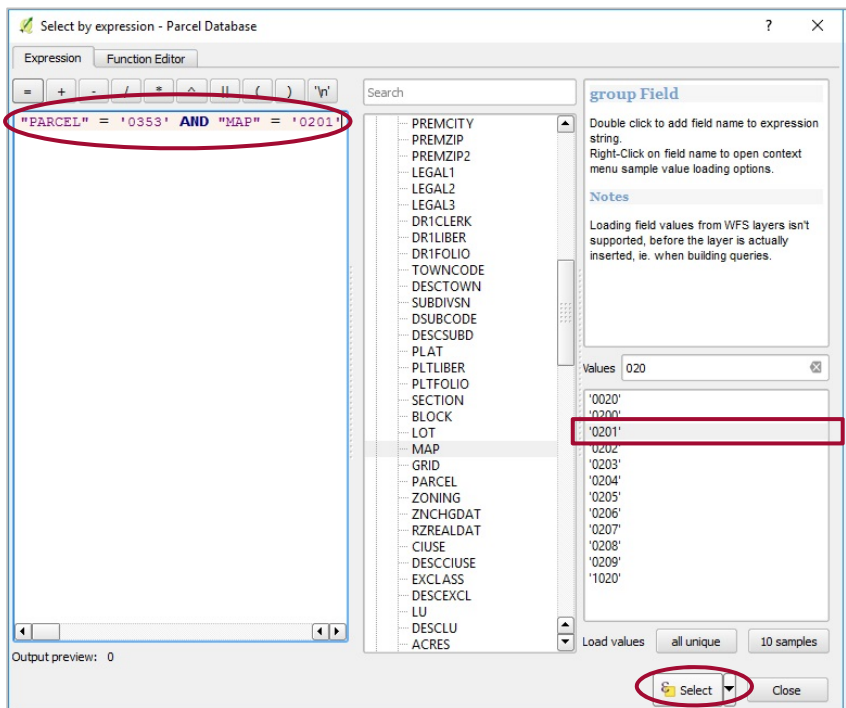 Select by expression - Parcel Database
? X
Expression Function Editor
= + - / * ^ || ( ) '\n'
"PARCEL" = '0353' AND "MAP" = '0201'
Search
PREMCITY
PREMZIP
PREMZIP2
LEGAL1
LEGAL2
LEGAL3
DR1CLERK
DR1LIBER
DR1FOLIO
TOWNCODE
DESCTOWN
SUBDIVSN
DSUBCODE
DESCSUBD
PLAT
PLTLIBER
PLTFOLIO
SECTION
BLOCK
LOT
MAP
GRID
PARCEL
ZONING
ZNCHGDAT
RZREALDAT
CIUSE
DESCCIUSE
EXCLASS
DESCEXCL
LU
DESCLU
ACRES
group Field
Double click to add field name to expression
string.
Right-Click on field name to open context
menu sample value loading options.
Notes
Loading field values from WFS layers isn't
supported, before the layer is actually
inserted, ie. when building queries.
Values 020
'0020'
'0200'
'0201'
'0202'
'0203'
'0204'
'0205'
'0206'
'0207'
'0208'
'0209'
'1020'
Load values all unique 10 samples
Output preview: 0
Select Close